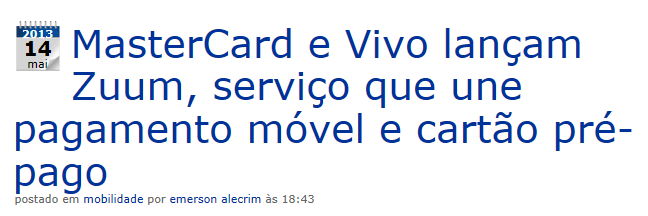 2013
14
mai
MasterCard e Vivo lançam
Zuum, serviço que une
pagamento móvel e cartão pré-
pago
postado em mobilidade por emerson alecrim às 18:43